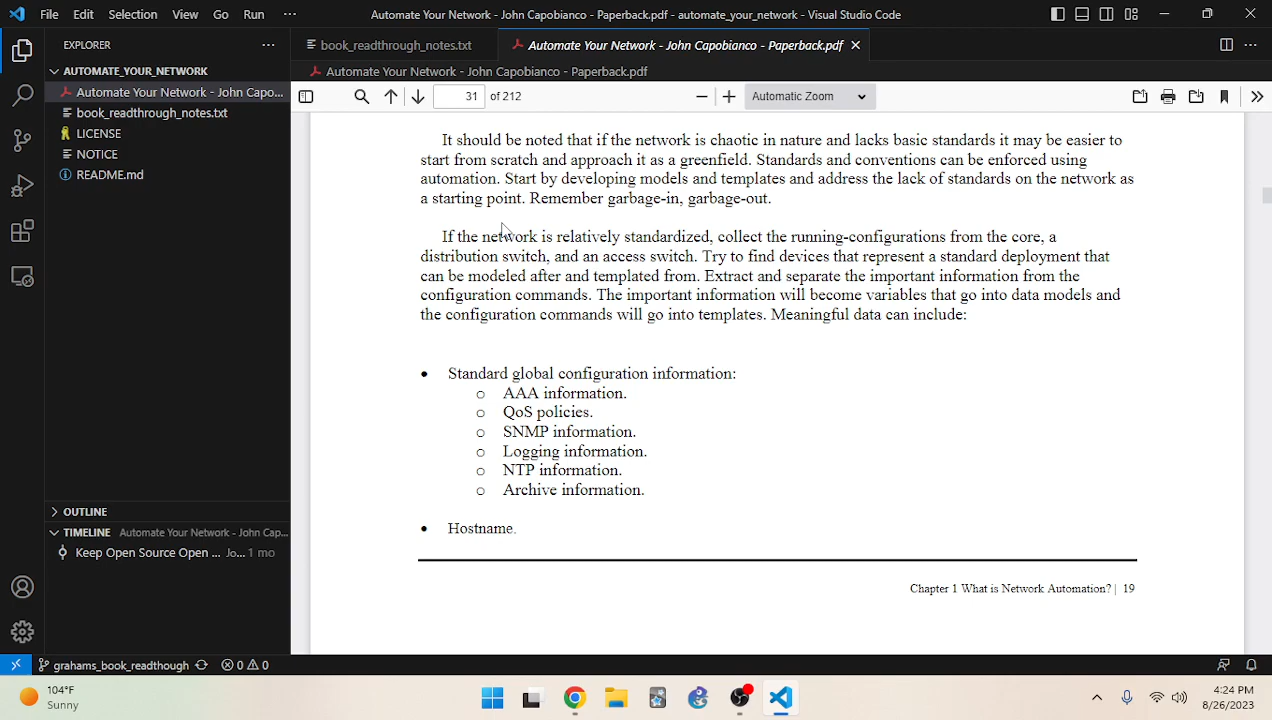 File Edit Selection View Go Run ··· Automate Your Network - John Capobianco - Paperback.pdf - automate_your_network - Visual Studio Code
EXPLORER ···
book_readthrough_notes.txt
Automate Your Network - John Capobianco - Paperback.pdf
AUTOMATE_YOUR_NETWORK
Automate Your Network - John Capo...
book_readthrough_notes.txt
LICENSE
NOTICE
README.md
Automate Your Network - John Capobianco - Paperback.pdf
31 of 212
Automatic Zoom
It should be noted that if the network is chaotic in nature and lacks basic standards it may be easier to
start from scratch and approach it as a greenfield. Standards and conventions can be enforced using
automation. Start by developing models and templates and address the lack of standards on the network as
a starting point. Remember garbage-in, garbage-out.
If the network is relatively standardized, collect the running-configurations from the core, a
distribution switch, and an access switch. Try to find devices that represent a standard deployment that
can be modeled after and templated from. Extract and separate the important information from the
configuration commands. The important information will become variables that go into data models and
the configuration commands will go into templates. Meaningful data can include:
• Standard global configuration information:
o AAA information.
o QoS policies.
o SNMP information.
o Logging information.
o NTP information.
o Archive information.
• Hostname.
Chapter 1 What is Network Automation? | 19
OUTLINE
TIMELINE Automate Your Network - John Cap...
Keep Open Source Open ... Jo... 1 mo
grahams_book_readthough 0 0
104°F
Sunny
4:24 PM
8/26/2023